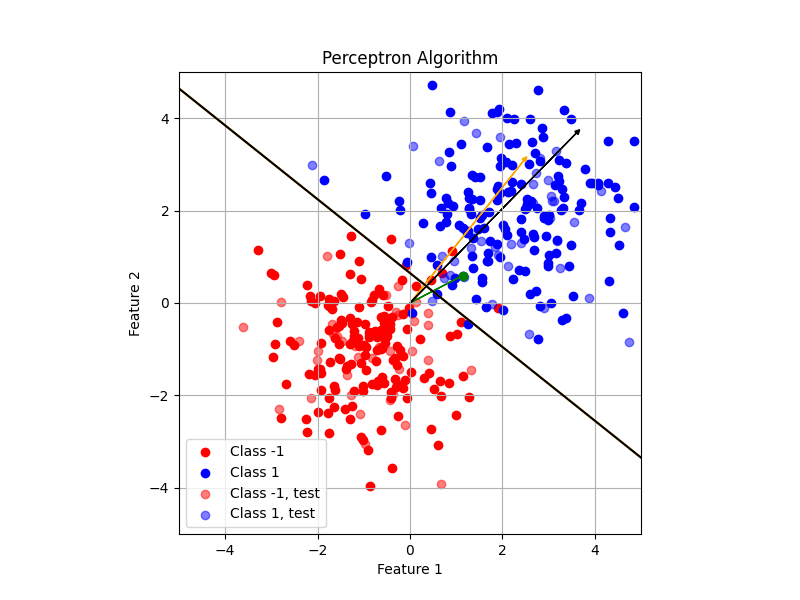 Perceptron Algorithm
Feature 2
4
2
0
−2
−4
Class -1
Class 1
Class -1, test
Class 1, test
−4 −2 0 2 4
Feature 1